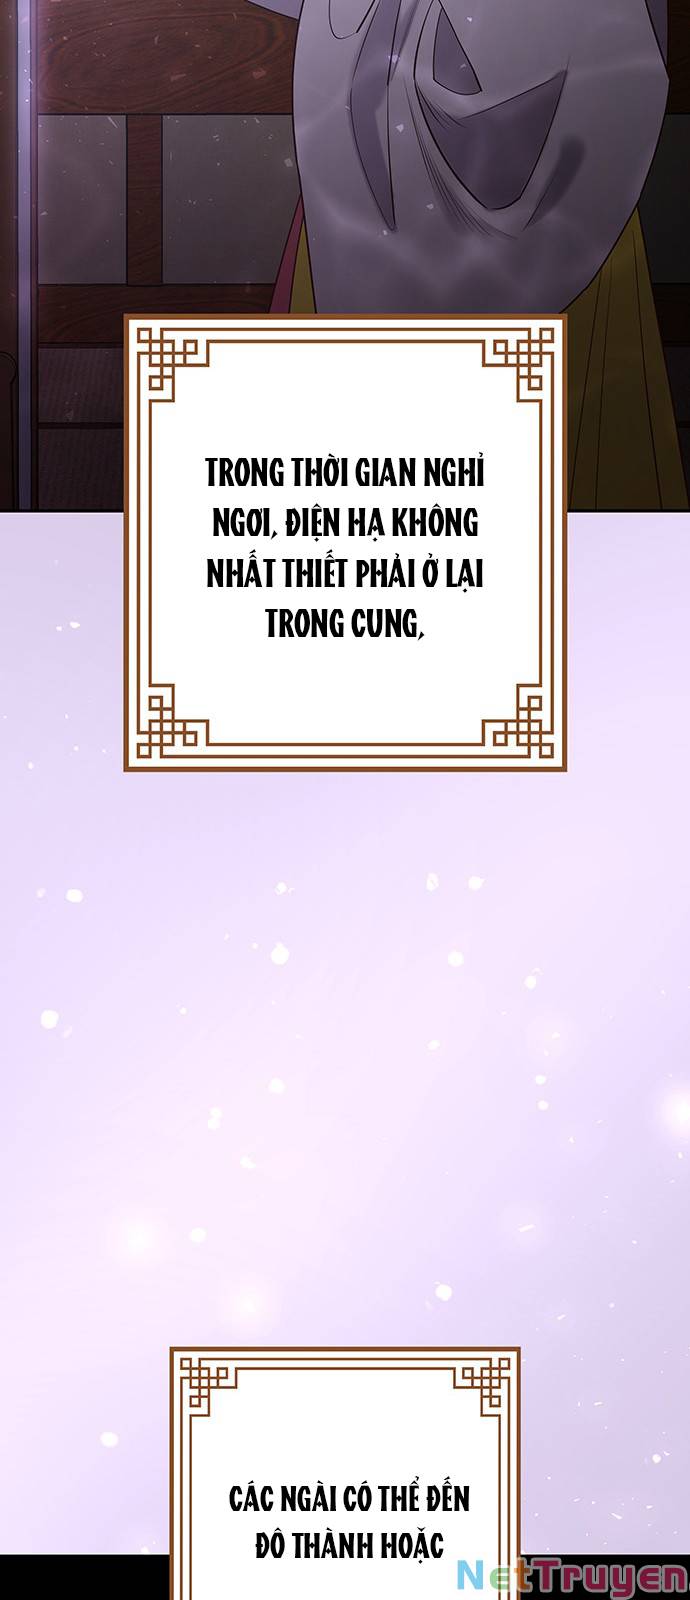 TRONG THỜI GIAN NGHỈ
NGƠI, ĐIỆN HẠ KHÔNG
NHẤT THIẾT PHẢI Ở LẠI
TRONG CUNG,
CÁC NGÀI CÓ THỂ ĐẾN
ĐÔ THÀNH HOẶC
NetTruyen